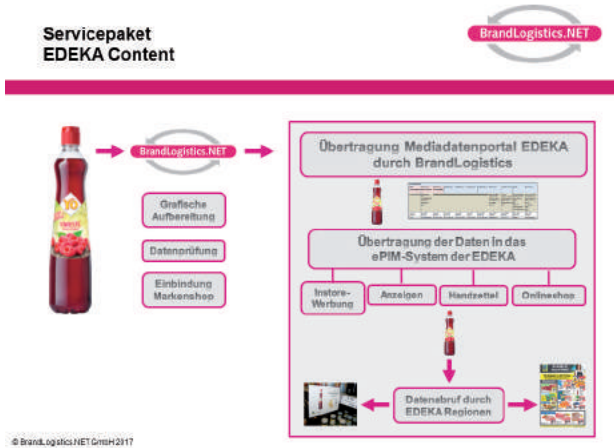 Servicepaket
EDEKA Content
BrandLogistics.NET
BrandLogistics.NET
Grafische
Aufbereitung
Datenprüfung
Einbindung
Markenshop
Übertragung Mediadatenportal EDEKA
durch BrandLogistics
Übertragung der Daten in das
ePIM-System der EDEKA
Instore-
Werbung
Anzeigen
Handzettel
Onlineshop
Datenabruf durch
EDEKA Regionen
© BrandLogistics.NET GmbH 2017